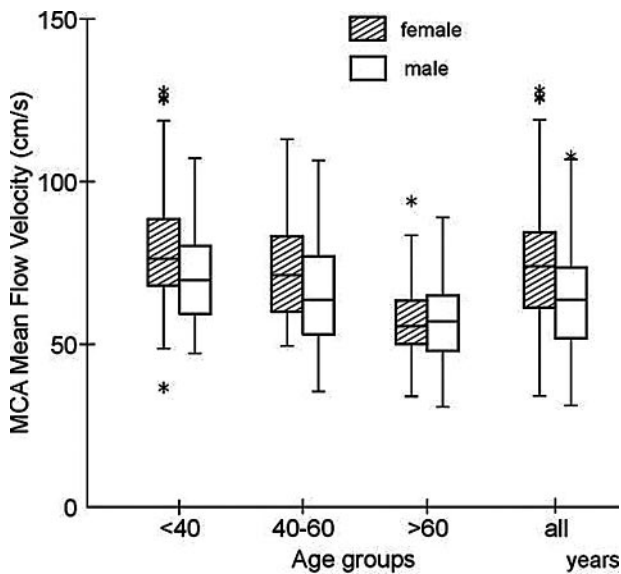 150
100
50
0
MCA Mean Flow Velocity (cm/s)
female
male
<40 40-60 >60 all
Age groups years